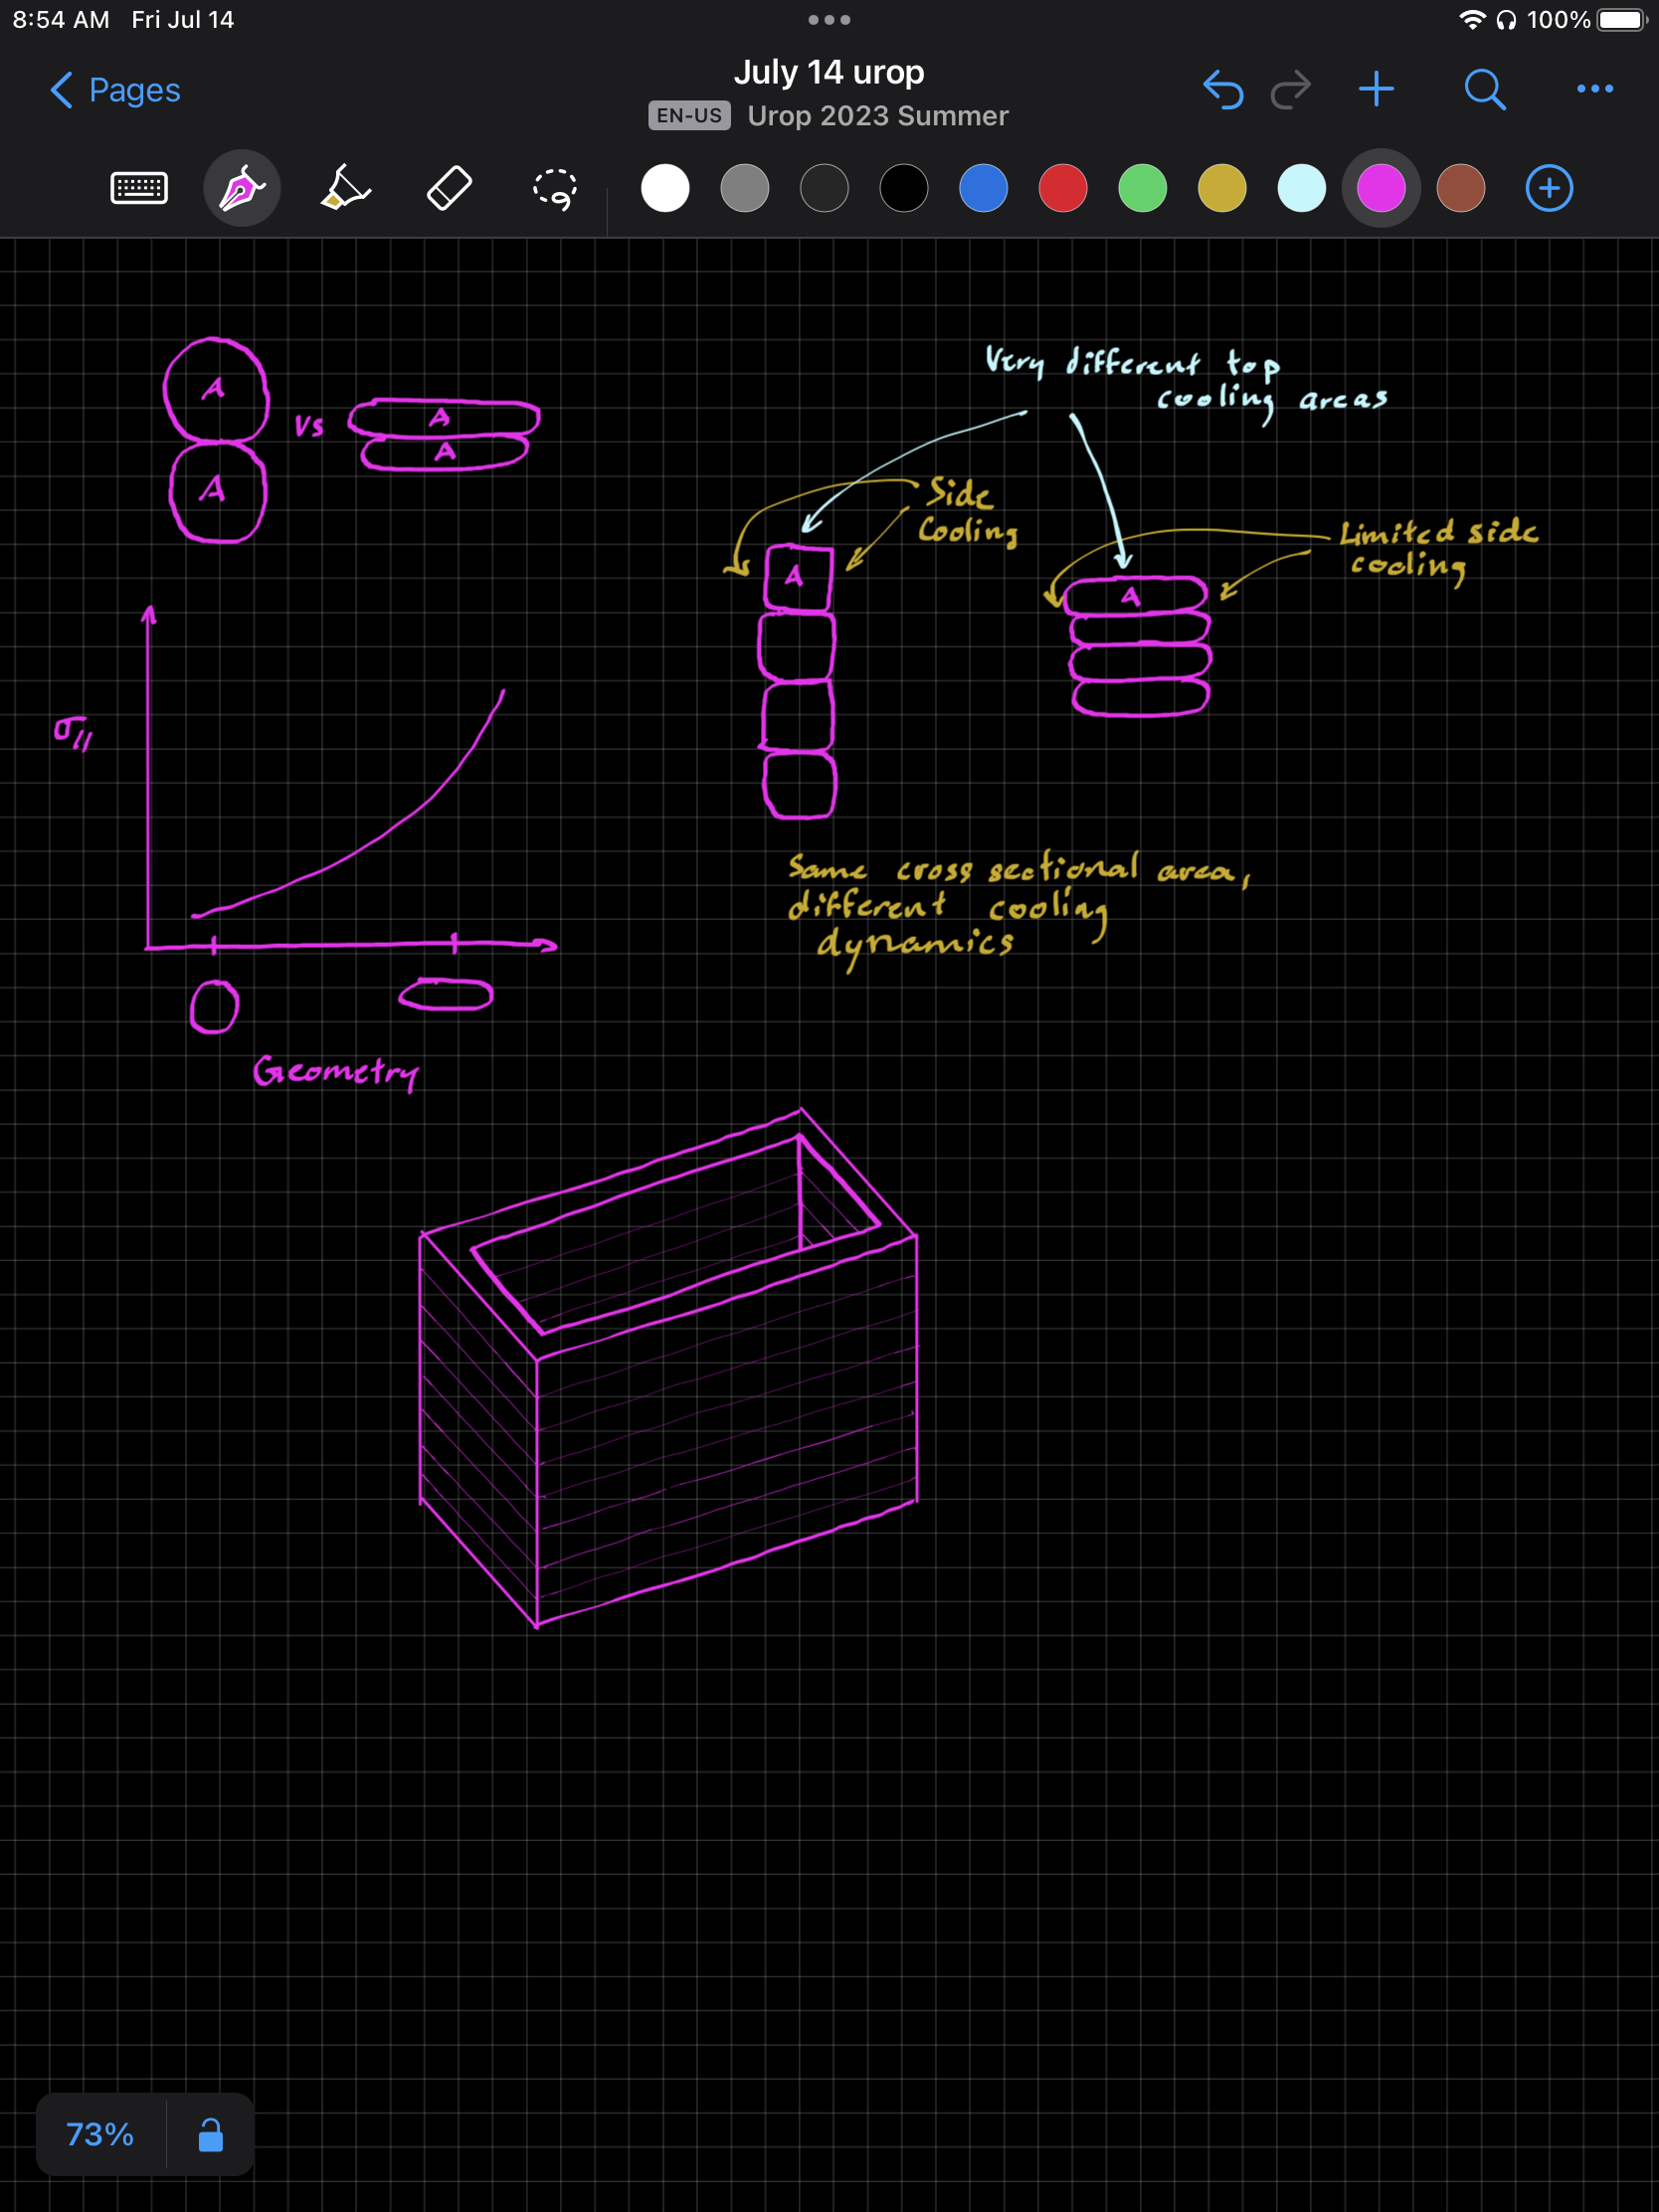 8:54 AM Fri Jul 14
100%
Pages
July 14 urop
EN-US Urop 2023 Summer
A
A
Vs
A
A
Very different top
cooling areas
Side
Cooling
A
Limited side
cooling
A
σ//
Same cross sectional area,
different cooling
dynamics
Geometry
73%